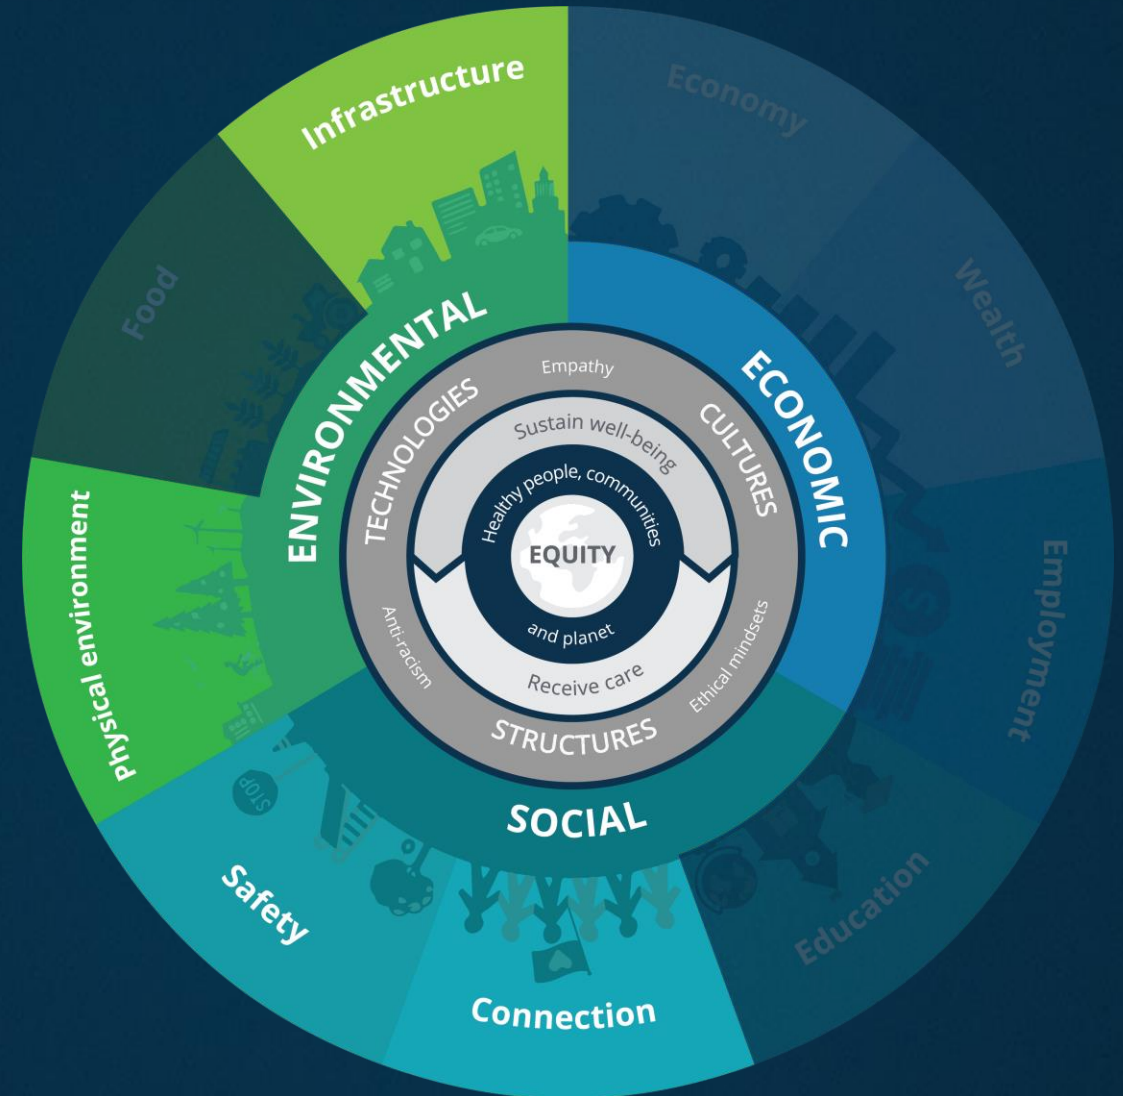 Infrastructure
Economy
Wealth
Employment
Education
Connection
Safety
STOP
Physical environment
Food
ENVIRONMENTAL
ECONOMIC
SOCIAL
TECHNOLOGIES
Empathy
CULTURES
Ethical mindsets
STRUCTURES
Anti-racism
Sustain well-being
Receive care
Healthy people, communities
and planet
EQUITY
$